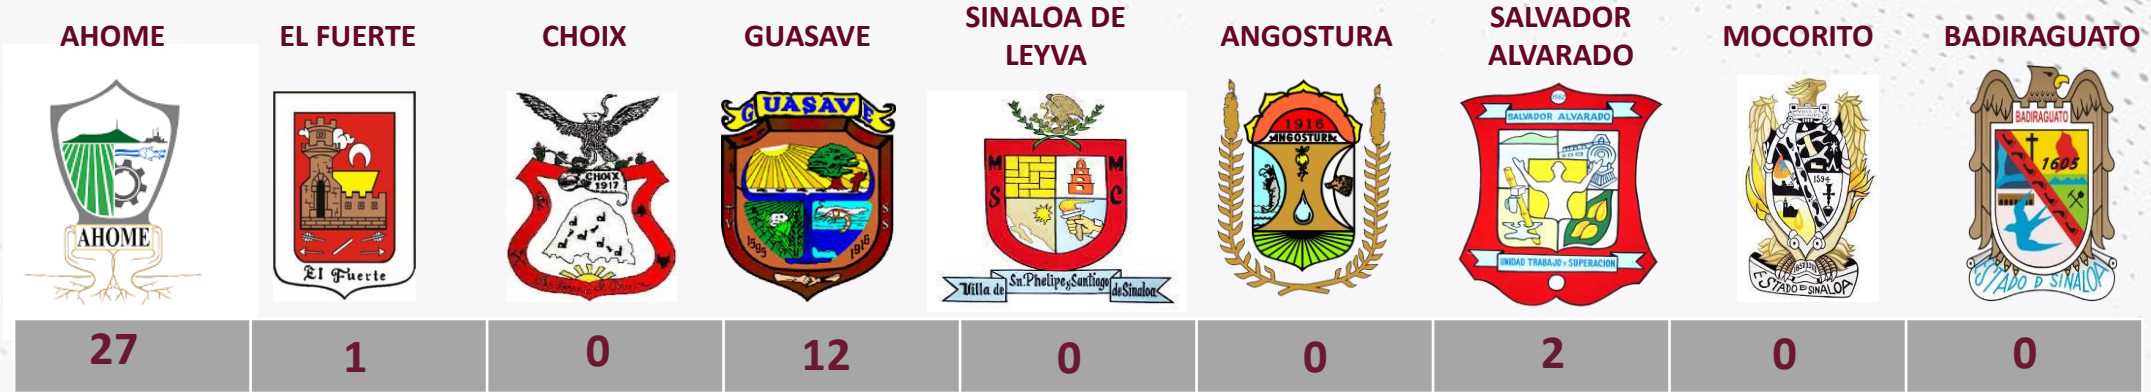 AHOME
EL FUERTE
CHOIX
GUASAVE
SINALOA DE
LEYVA
ANGOSTURA
SALVADOR
ALVARADO
MOCORITO
BADIRAGUATO
AHOME
El Fuerte
CHOIX
1917
GUASAVE
1595
1916
M M
S C
Villa de Sn. Phelipe y Santiago de Sinaloa
1916
ANGOSTURA
1962
SALVADOR ALVARADO
UNIDAD TRABAJO Y SUPERACION
1594
ESTADO D SINALOA
BADIRAGUATO
1605
ESTADO D SINALOA
27 1 0 12 0 0 2 0 0